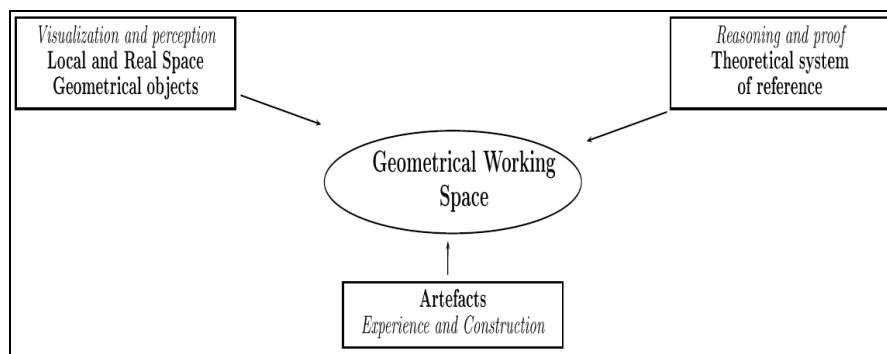 Visualization and perception
Local and Real Space
Geometrical objects
Reasoning and proof
Theoretical system
of reference
Geometrical Working
Space
Artefacts
Experience and Construction